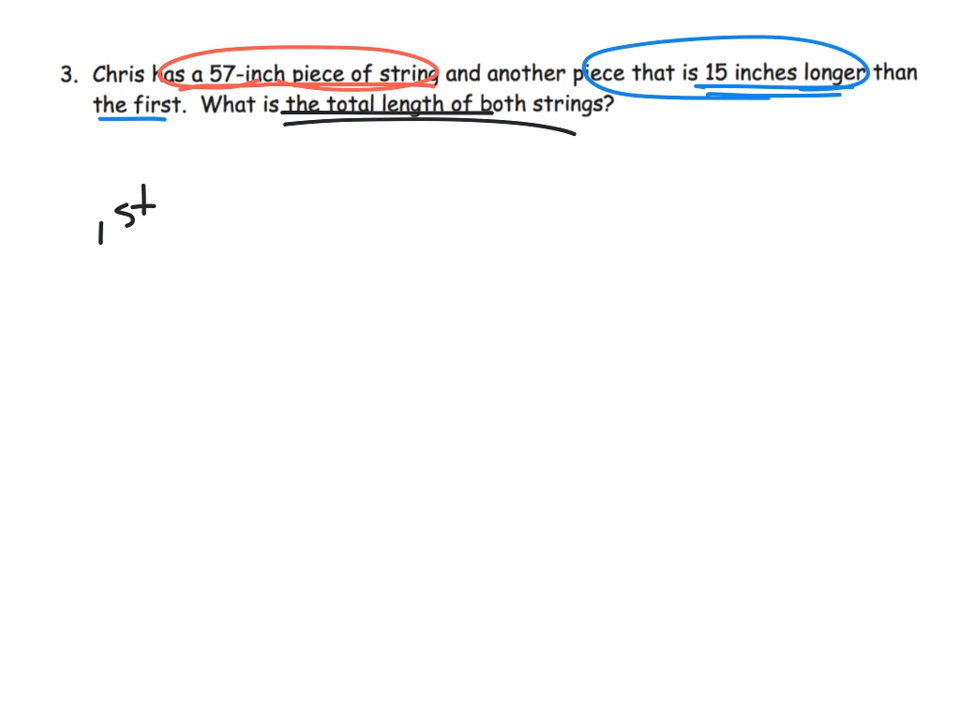 3. Chris has a 57-inch piece of string and another piece that is 15 inches longer than
the first. What is the total length of both strings?
1st